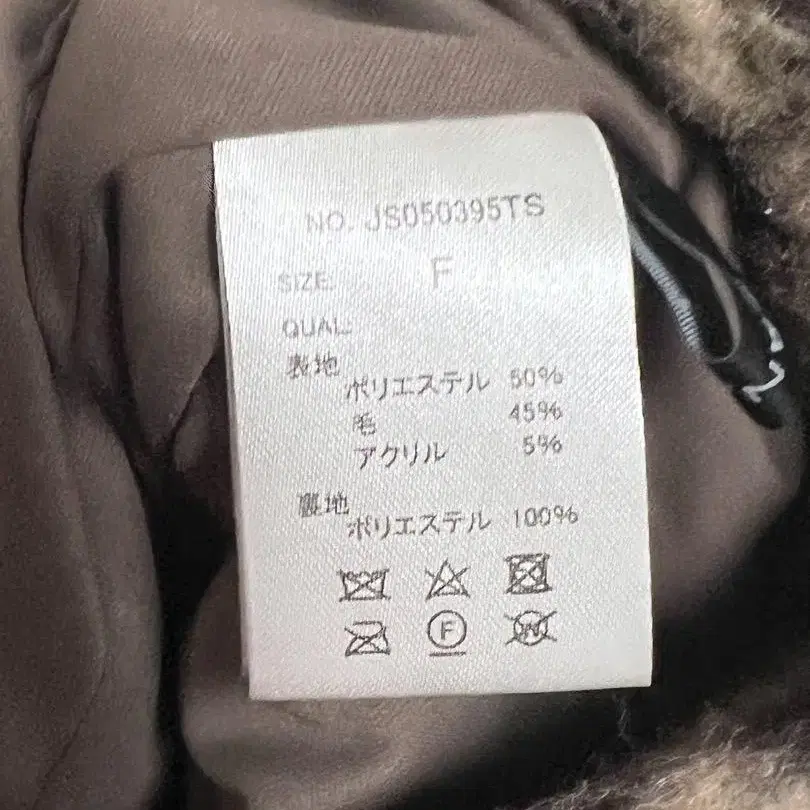 NO. JS050395TS
SIZE: F
QUAL:
表地
ポリエステル 50%
毛 45%
アクリル 5%
裏地
ポリエステル 100%
F W